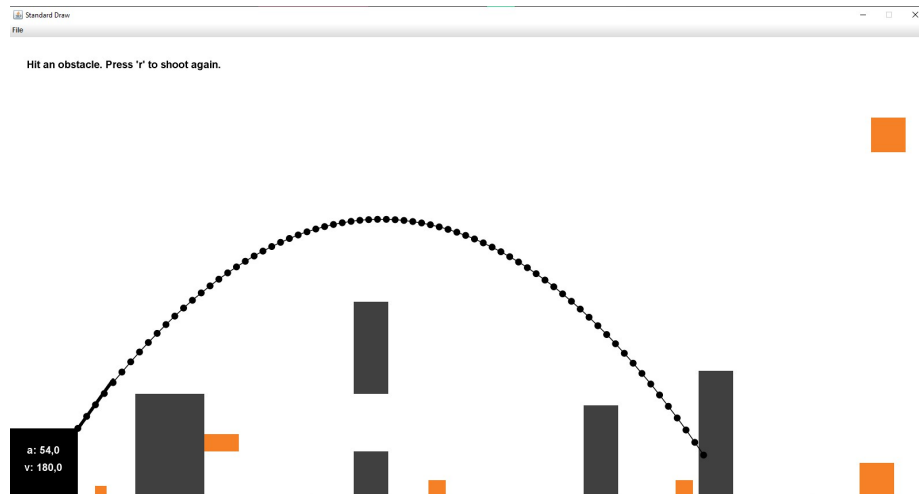 Standard Draw
File
Hit an obstacle. Press 'r' to shoot again.
a: 54,0
v: 180,0